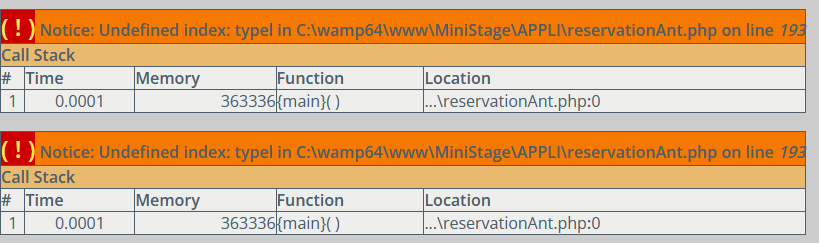 ( ! ) Notice: Undefined index: typel in C:\wamp64\www\MiniStage\APPLI\reservationAnt.php on line 193
Call Stack
# Time Memory Function Location
1 0.0001 363336 {main}( ) ...\reservationAnt.php:0
( ! ) Notice: Undefined index: typel in C:\wamp64\www\MiniStage\APPLI\reservationAnt.php on line 193
Call Stack
# Time Memory Function Location
1 0.0001 363336 {main}( ) ...\reservationAnt.php:0